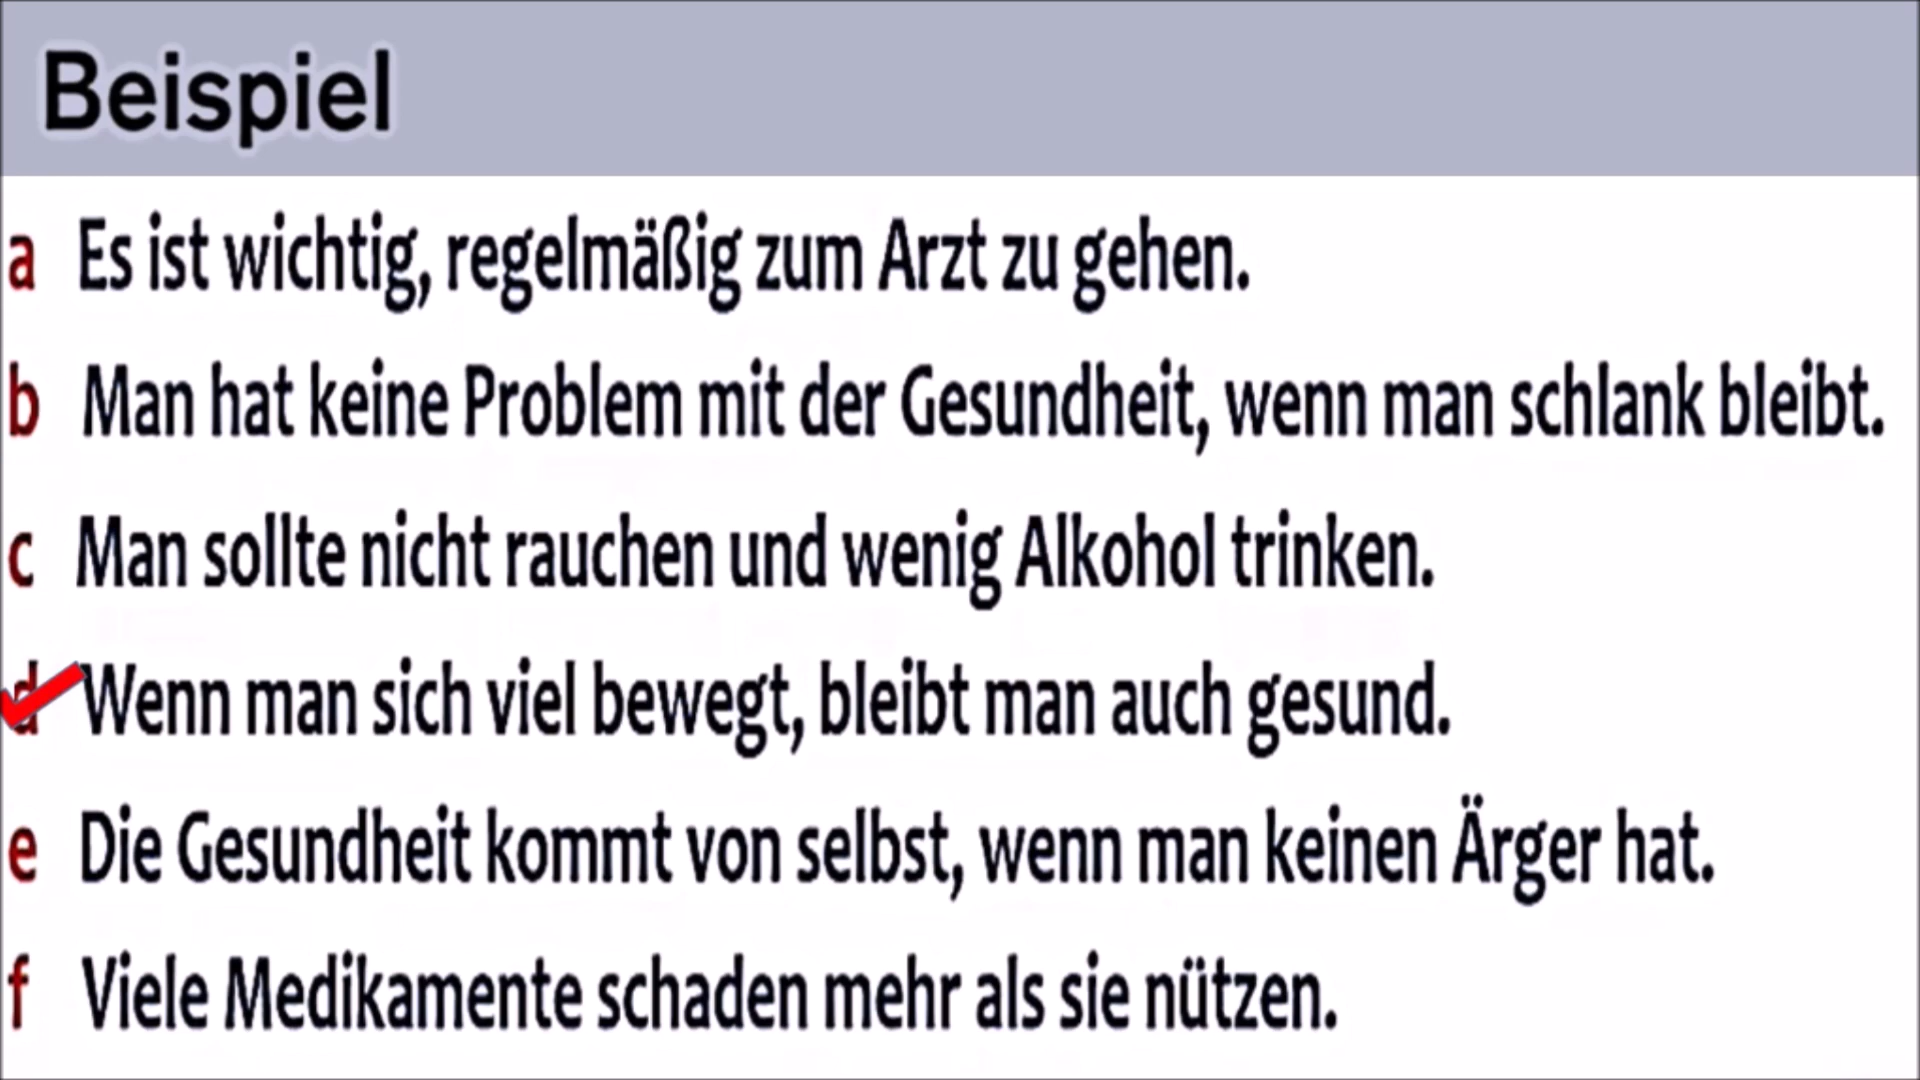 Beispiel
a Es ist wichtig, regelmäßig zum Arzt zu gehen.
b Man hat keine Problem mit der Gesundheit, wenn man schlank bleibt.
c Man sollte nicht rauchen und wenig Alkohol trinken.
d Wenn man sich viel bewegt, bleibt man auch gesund.
e Die Gesundheit kommt von selbst, wenn man keinen Ärger hat.
f Viele Medikamente schaden mehr als sie nützen.